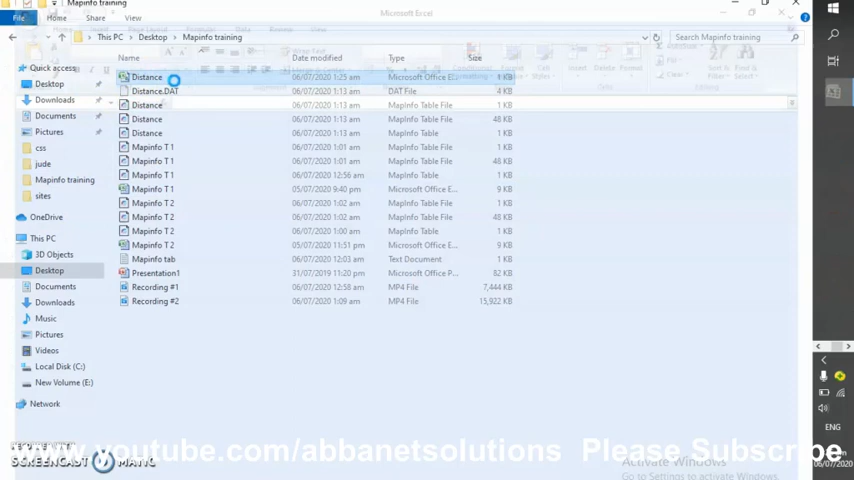 Mapinfo training
Microsoft Excel
File Home Share View
This PC Desktop Mapinfo training
Search Mapinfo training
Name Date modified Type Size
Quick access
Desktop
Downloads
Documents
Pictures
css
jude
Mapinfo training
sites
OneDrive
This PC
3D Objects
Desktop
Documents
Downloads
Music
Pictures
Videos
Local Disk (C:)
New Volume (E:)
Network
Distance 06/07/2020 1:25 am Microsoft Office E... 1 KB
Distance.DAT 06/07/2020 1:13 am DAT File 4 KB
Distance 06/07/2020 1:13 am MapInfo Table File 1 KB
Distance 06/07/2020 1:13 am MapInfo Table File 48 KB
Distance 06/07/2020 1:13 am MapInfo Table File 1 KB
Mapinfo T 1 06/07/2020 1:01 am MapInfo Table File 1 KB
Mapinfo T 1 06/07/2020 1:01 am MapInfo Table File 48 KB
Mapinfo T 1 06/07/2020 12:56 am MapInfo Table 1 KB
Mapinfo T 1 05/07/2020 9:40 pm Microsoft Office E... 9 KB
Mapinfo T 2 06/07/2020 1:02 am MapInfo Table File 1 KB
Mapinfo T 2 06/07/2020 1:02 am MapInfo Table File 48 KB
Mapinfo T 2 06/07/2020 1:00 am MapInfo Table 1 KB
Mapinfo T 2 05/07/2020 11:51 pm Microsoft Office E... 9 KB
Mapinfo tab 06/07/2020 12:03 am Text Document 1 KB
Presentation1 31/07/2019 11:20 pm Microsoft Office P... 82 KB
Recording #1 06/07/2020 12:58 am MP4 File 7,444 KB
Recording #2 06/07/2020 1:09 am MP4 File 15,922 KB
ENG
06/07/2020
RECORDED WITH
SCREENCAST MATIC
www.youtube.com/abbanetsolutions Please Subscribe
Activate Windows
Go to Settings to activate Windows.